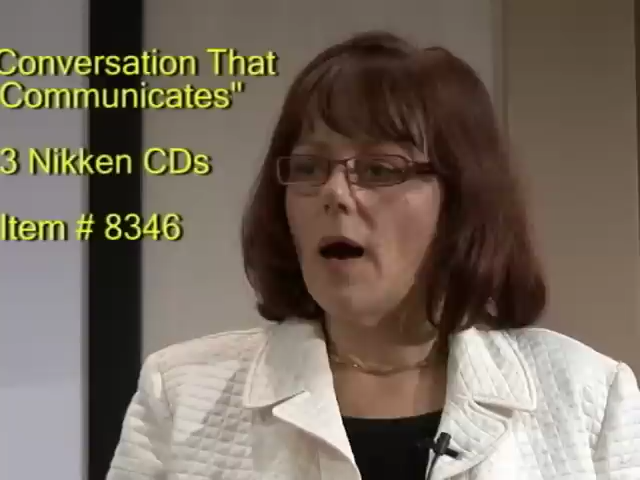 Conversation That
Communicates"
3 Nikken CDs
Item # 8346